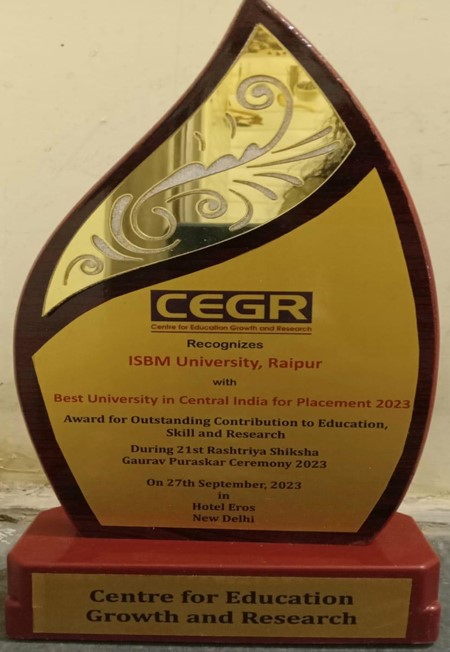 CEGR
Centre for Education Growth and Research
Recognizes
ISBM University, Raipur
with
Best University in Central India for Placement 2023
Award for Outstanding Contribution to Education,
Skill and Research
During 21st Rashtriya Shiksha
Gaurav Puraskar Ceremony 2023
On 27th September, 2023
in
Hotel Eros
New Delhi
Centre for Education
Growth and Research